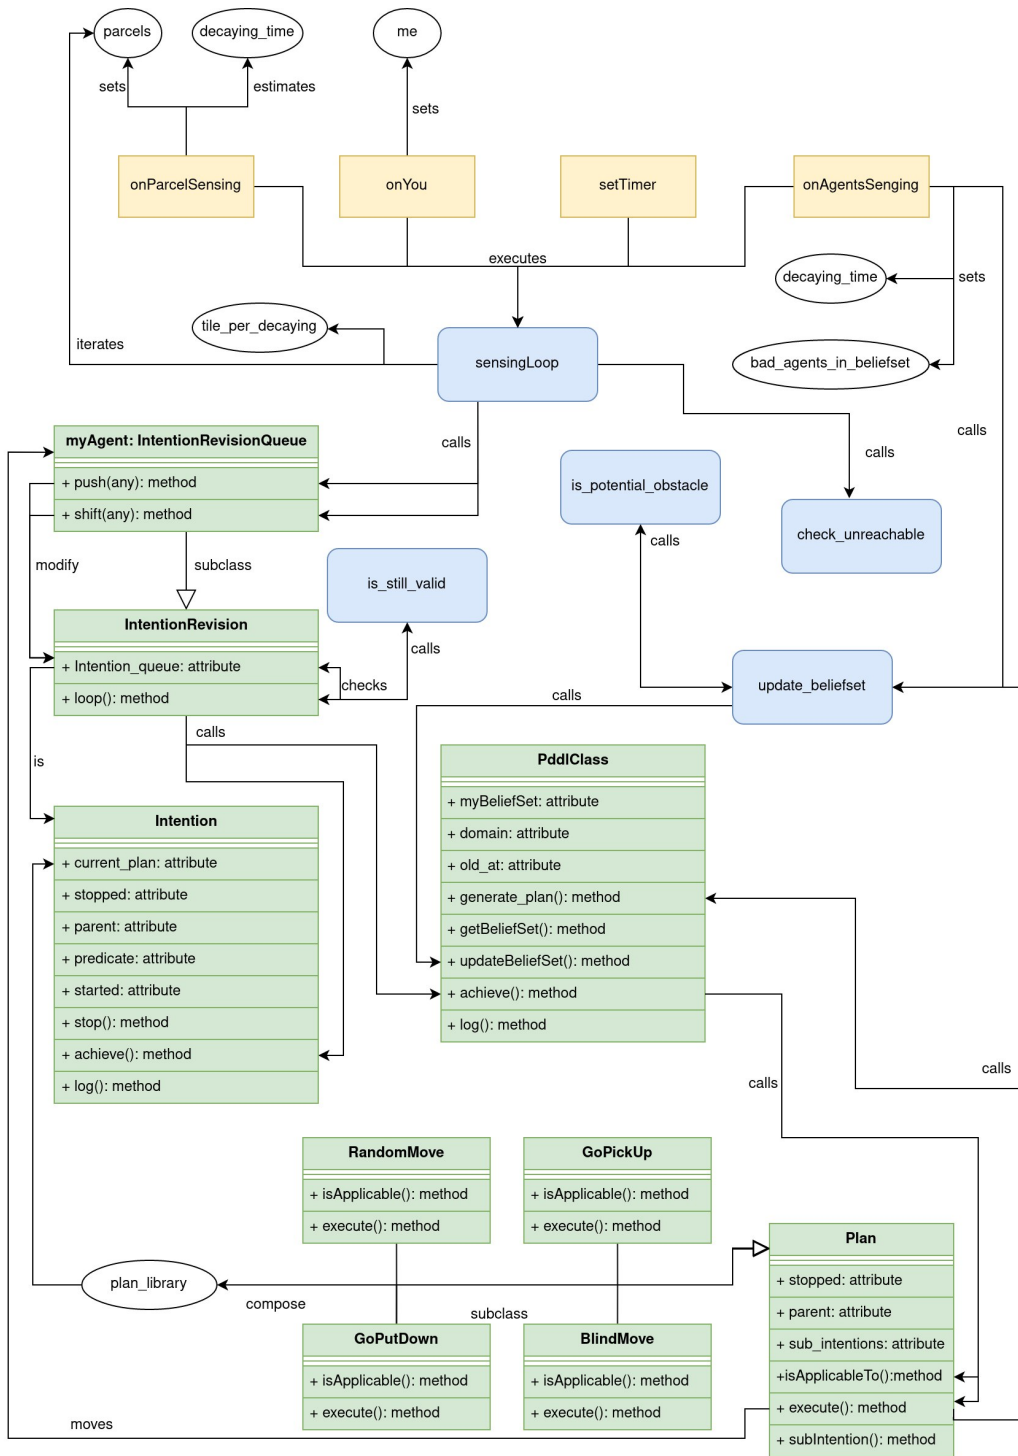 parcels
decaying_time
me
sets
estimates
sets
onParcelSensing
onYou
setTimer
onAgentsSenging
executes
decaying_time
sets
tile_per_decaying
iterates
sensingLoop
bad_agents_in_beliefset
calls
myAgent: IntentionRevisionQueue
calls
calls
+ push(any): method
is_potential_obstacle
+ shift(any): method
check_unreachable
calls
modify
subclass
is_still_valid
IntentionRevision
calls
+ Intention_queue: attribute
checks
update_beliefset
+ loop(): method
calls
calls
is
PddlClass
+ myBeliefSet: attribute
+ domain: attribute
+ old_at: attribute
+ generate_plan(): method
+ getBeliefSet(): method
+ updateBeliefSet(): method
+ achieve(): method
+ log(): method
Intention
+ current_plan: attribute
+ stopped: attribute
+ parent: attribute
+ predicate: attribute
+ started: attribute
+ stop(): method
+ achieve(): method
+ log(): method
calls
calls
RandomMove
+ isApplicable(): method
+ execute(): method
GoPickUp
+ isApplicable(): method
+ execute(): method
plan_library
compose
subclass
GoPutDown
+ isApplicable(): method
+ execute(): method
BlindMove
+ isApplicable(): method
+ execute(): method
Plan
+ stopped: attribute
+ parent: attribute
+ sub_intentions: attribute
+isApplicableTo():method
+ execute(): method
+ subIntention(): method
moves